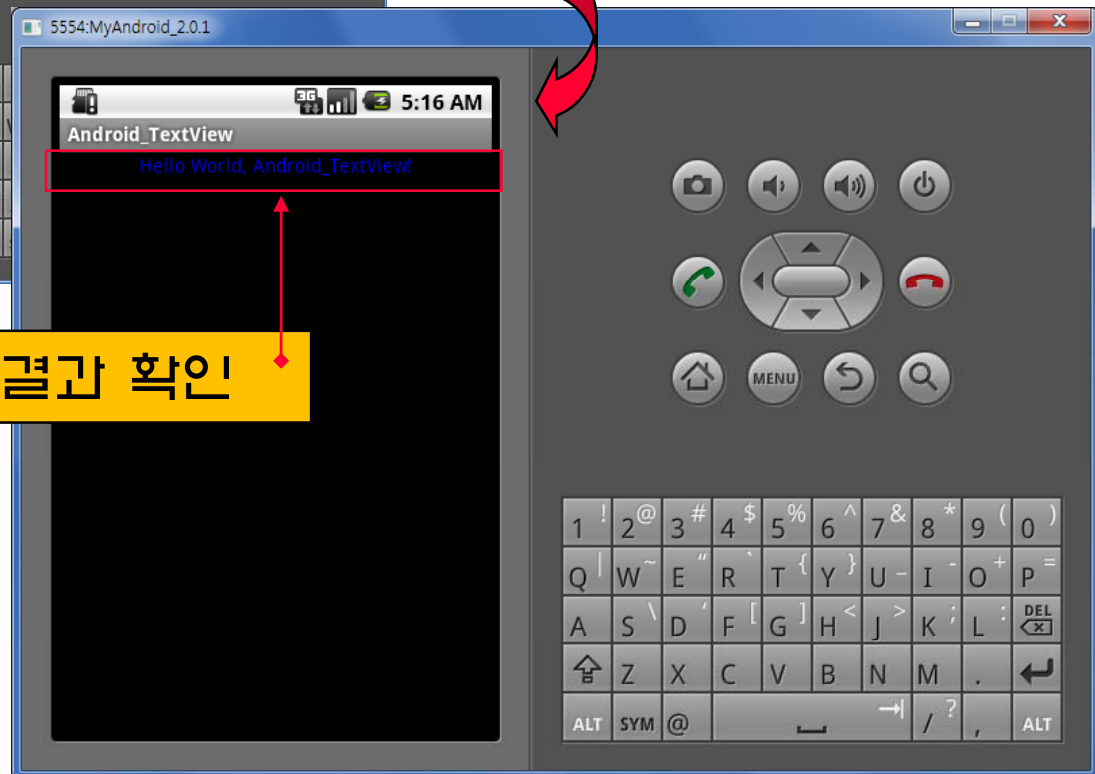 5554:MyAndroid_2.0.1
3G 5:16 AM
Android_TextView
Hello World, Android_TextView!
결과 확인
MENU
1 ! 2 @ 3 # 4 $ 5 % 6 ^ 7 & 8 * 9 ( 0 )
Q | W ~ E " R ` T { Y } U _ I - O + P =
A S \ D ' F [ G ] H < J > K ; L : DEL
Z X C V B N M .
ALT SYM @ / ? , ALT